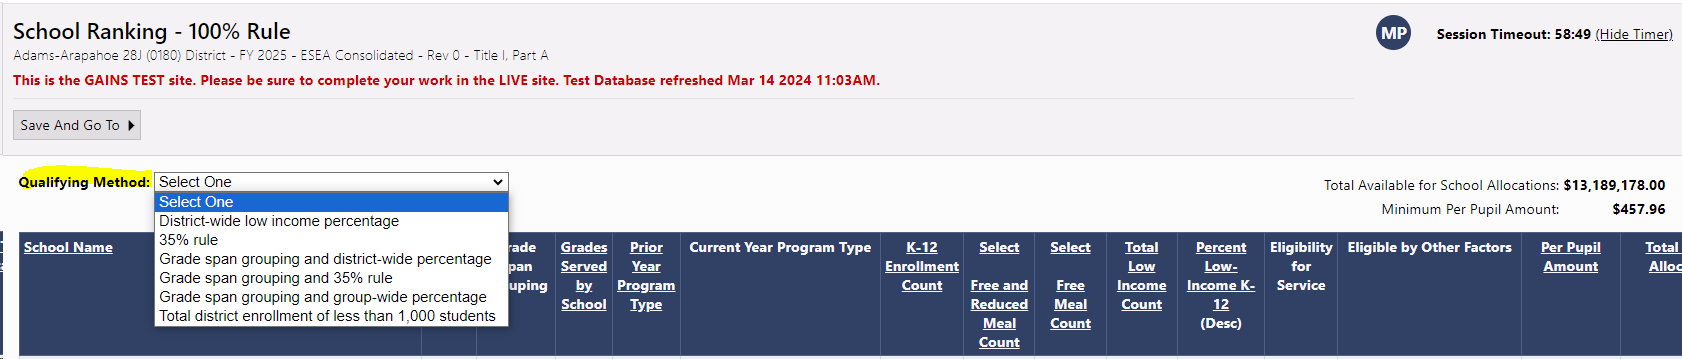 School Ranking - 100% Rule
Adams-Arapahoe 28J (0180) District - FY 2025 - ESEA Consolidated - Rev 0 - Title I, Part A
This is the GAINS TEST site. Please be sure to complete your work in the LIVE site. Test Database refreshed Mar 14 2024 11:03AM.
MP
Session Timeout: 58:49 (Hide Timer)
Save And Go To
Qualifying Method:
Select One
Select One
District-wide low income percentage
35% rule
Grade span grouping and district-wide percentage
Grade span grouping and 35% rule
Grade span grouping and group-wide percentage
Total district enrollment of less than 1,000 students
Total Available for School Allocations: $13,189,178.00
Minimum Per Pupil Amount: $457.96
School Name
rade
pan
uping
Grades
Served
by
School
Prior
Year
Program
Type
Current Year Program Type
K-12
Enrollment
Count
Select
Free and
Reduced
Meal
Count
Select
Free
Meal
Count
Total
Low
Income
Count
Percent
Low-
Income K-
12
(Desc)
Eligibility
for
Service
Eligible by Other Factors
Per Pupil
Amount
Total
Alloc